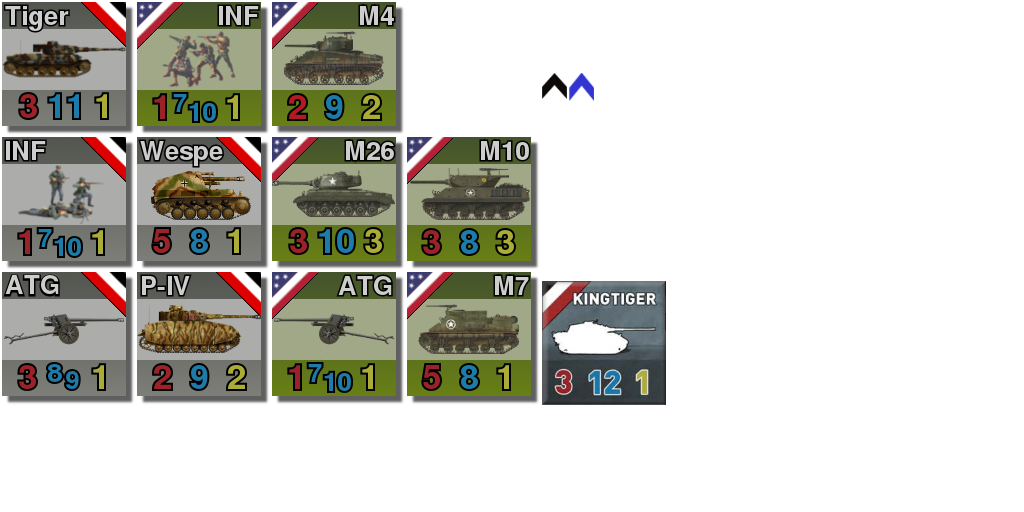 Tiger
3 11 1
INF
1 7 10 1
M4
2 9 2
INF
1 7 10 1
Wespe
5 8 1
M26
3 10 3
M10
3 8 3
ATG
3 8 9 1
P-IV
2 9 2
ATG
1 7 10 1
M7
5 8 1
KINGTIGER
3 12 1